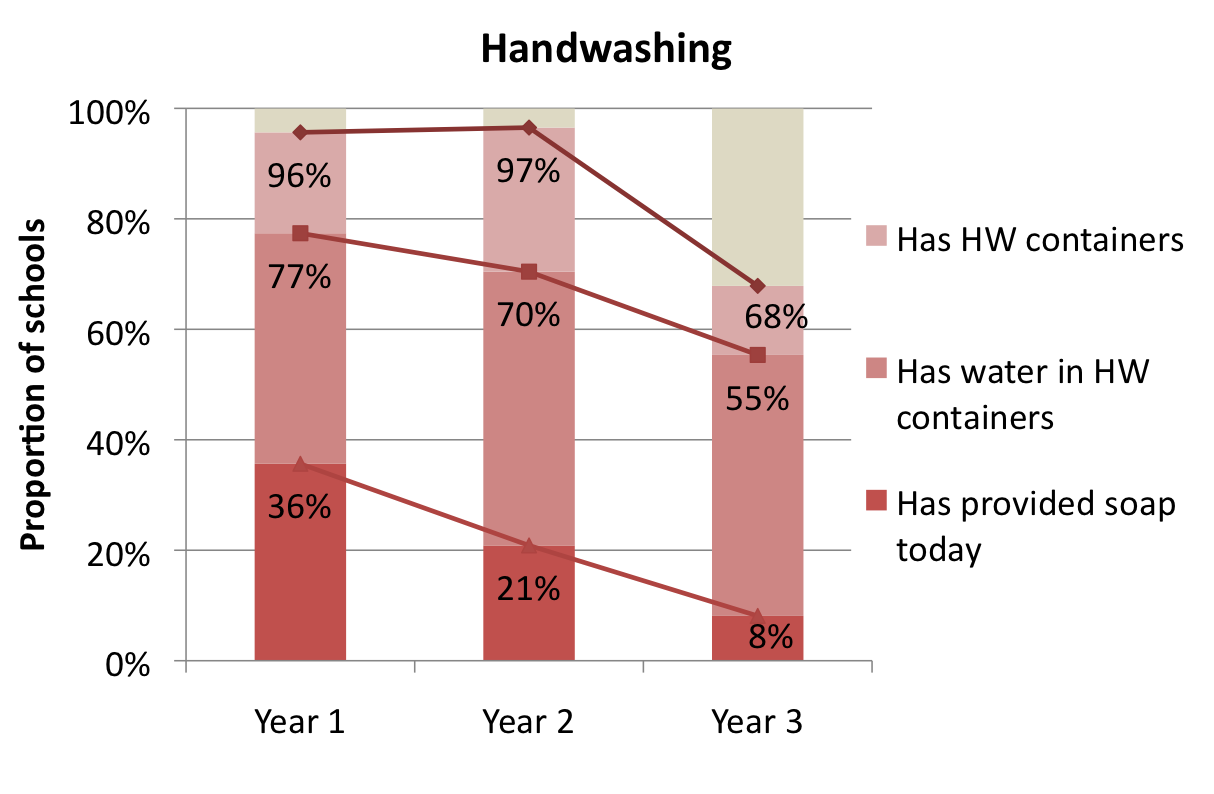 Handwashing
Proportion of schools
100%
80%
60%
40%
20%
0%
96%
97%
68%
77%
70%
55%
36%
21%
8%
Year 1
Year 2
Year 3
Has HW containers
Has water in HW
containers
Has provided soap
today